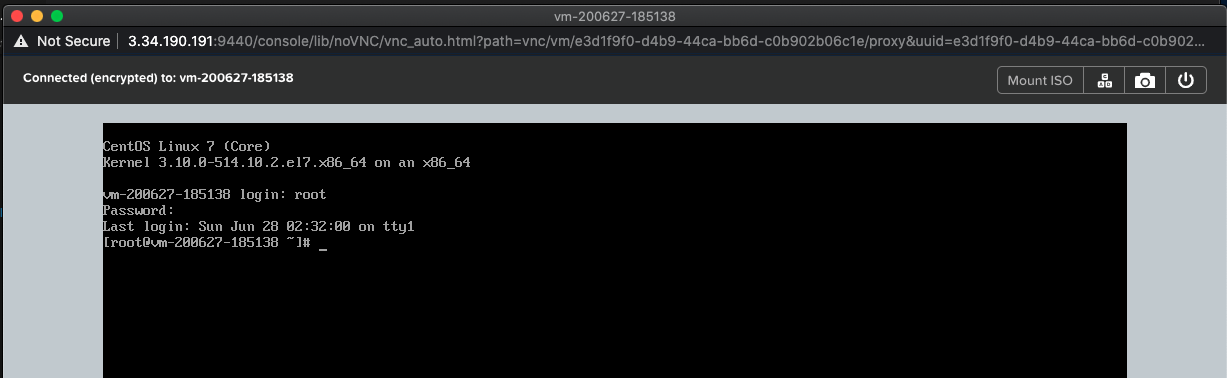 vm-200627-185138
Not Secure 3.34.190.191:9440/console/lib/noVNC/vnc_auto.html?path=vnc/vm/e3d1f9f0-d4b9-44ca-bb6d-c0b902b06c1e/proxy&uuid=e3d1f9f0-d4b9-44ca-bb6d-c0b902...
Connected (encrypted) to: vm-200627-185138
Mount ISO
CentOS Linux 7 (Core)
Kernel 3.10.0-514.10.2.el7.x86_64 on an x86_64
vm-200627-185138 login: root
Password:
Last login: Sun Jun 28 02:32:00 on tty1
[root@vm-200627-185138 ~]# _